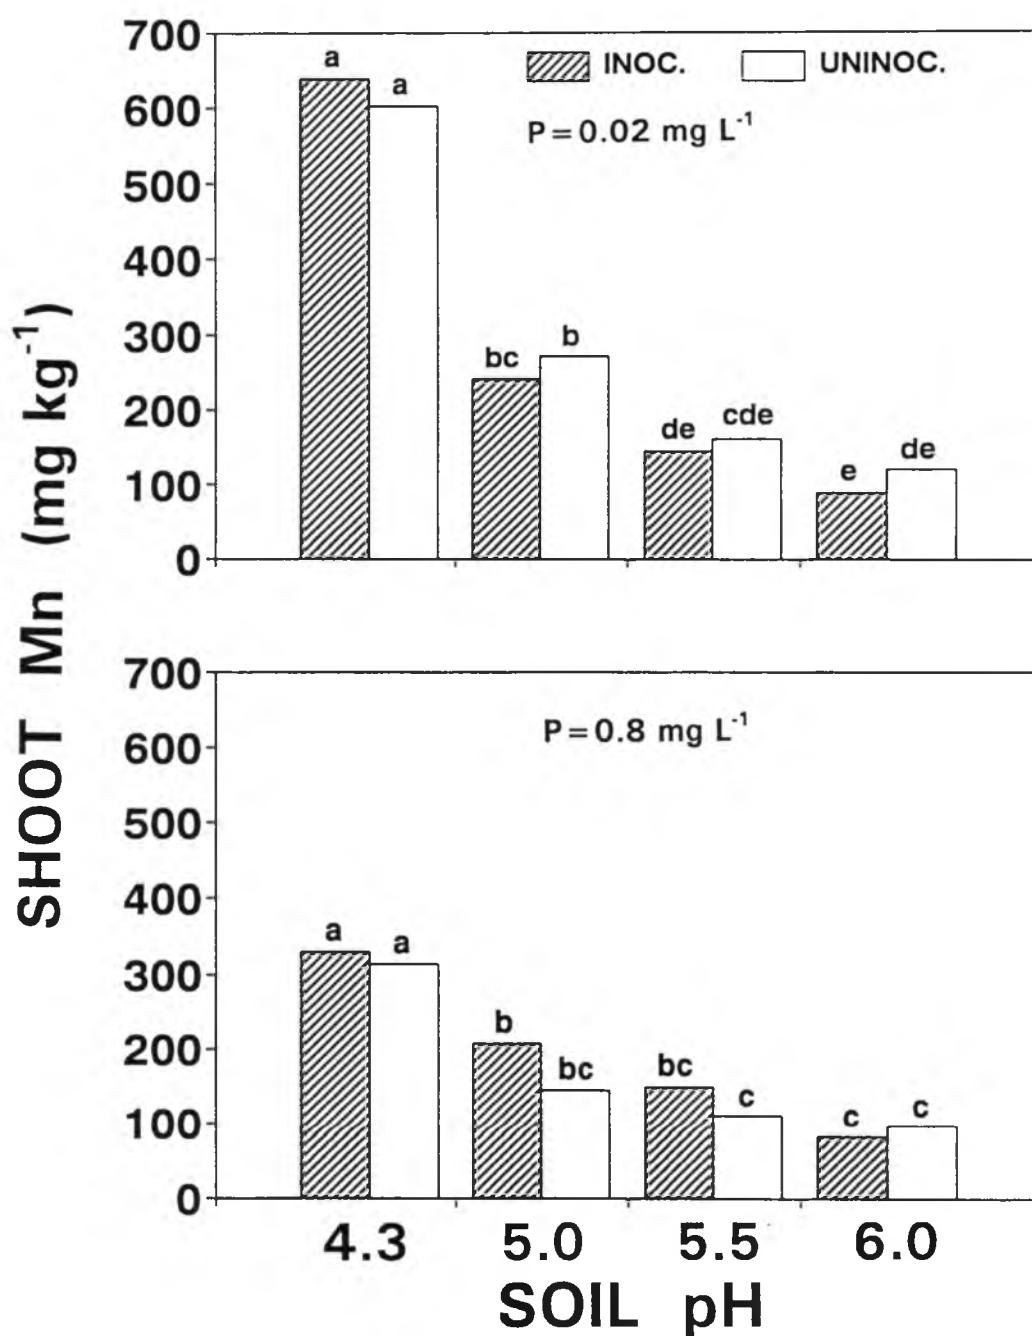 SHOOT Mn (mg kg⁻¹)
700
600
500
400
300
200
100
0
INOC. UNINOC.
P=0.02 mg L⁻¹
a a
bc b
de cde
e de
700
600
500
400
300
200
100
0
P=0.8 mg L⁻¹
a a
b bc
bc c
c c
4.3 5.0 5.5 6.0
SOIL pH